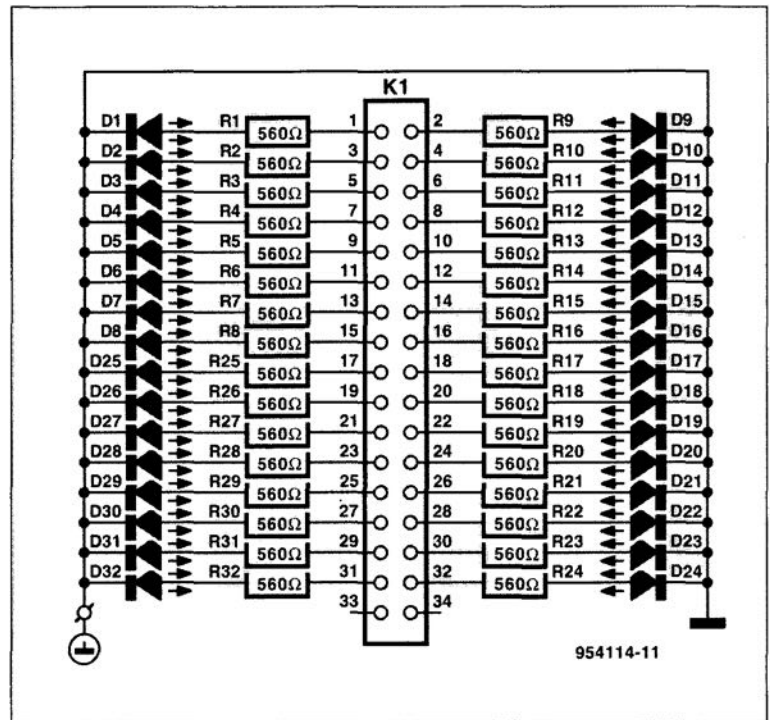 K1
D1 R1 560Ω 1 2 560Ω R9 D9
D2 R2 560Ω 3 4 560Ω R10 D10
D3 R3 560Ω 5 6 560Ω R11 D11
D4 R4 560Ω 7 8 560Ω R12 D12
D5 R5 560Ω 9 10 560Ω R13 D13
D6 R6 560Ω 11 12 560Ω R14 D14
D7 R7 560Ω 13 14 560Ω R15 D15
D8 R8 560Ω 15 16 560Ω R16 D16
D25 R25 560Ω 17 18 560Ω R17 D17
D26 R26 560Ω 19 20 560Ω R18 D18
D27 R27 560Ω 21 22 560Ω R19 D19
D28 R28 560Ω 23 24 560Ω R20 D20
D29 R29 560Ω 25 26 560Ω R21 D21
D30 R30 560Ω 27 28 560Ω R22 D22
D31 R31 560Ω 29 30 560Ω R23 D23
D32 R32 560Ω 31 32 560Ω R24 D24
33 34
954114-11